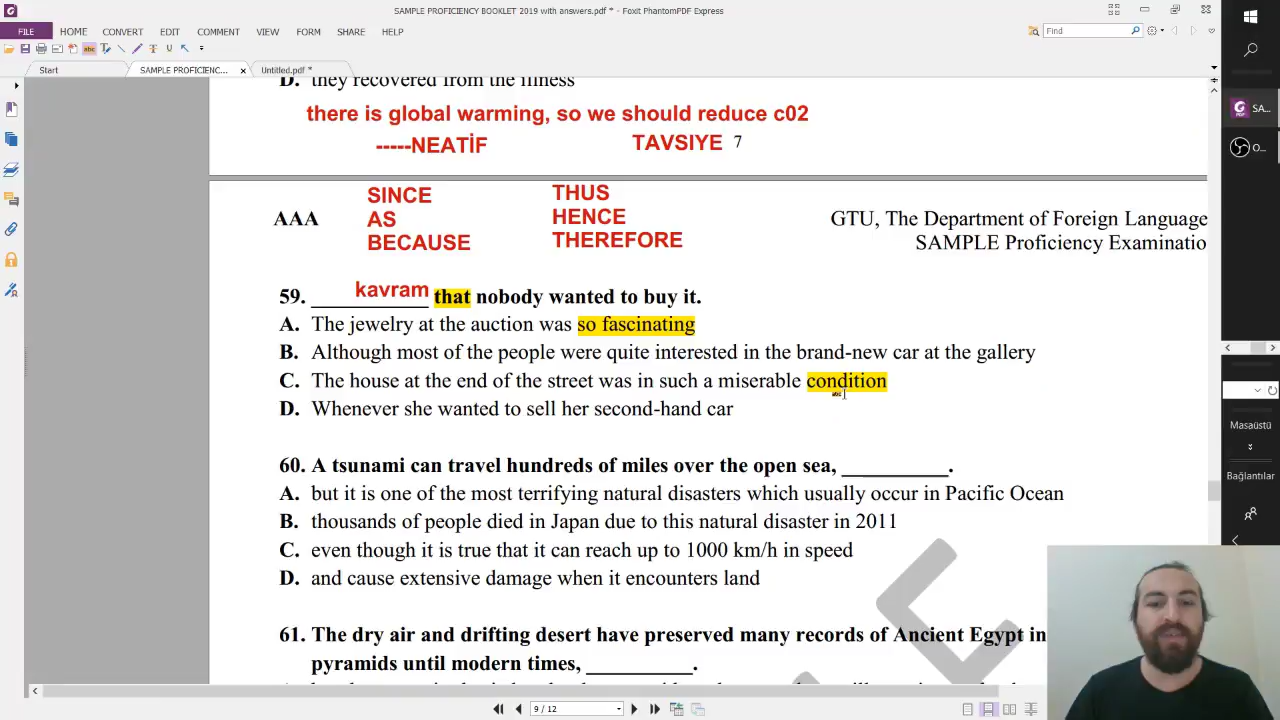 SAMPLE PROFICIENCY BOOKLET 2019 with answers.pdf * - Foxit PhantomPDF Express
FILE HOME CONVERT EDIT COMMENT VIEW FORM SHARE HELP
Find
Start SAMPLE PROFICIENC... Untitled.pdf *
D. they recovered from the illness
there is global warming, so we should reduce c02
-----NEATİF TAVSIYE 7
SINCE THUS
AS HENCE
BECAUSE THEREFORE
AAA GTU, The Department of Foreign Language
SAMPLE Proficiency Examinatio
kavram
59. __________ that nobody wanted to buy it.
A. The jewelry at the auction was so fascinating
B. Although most of the people were quite interested in the brand-new car at the gallery
C. The house at the end of the street was in such a miserable condition
D. Whenever she wanted to sell her second-hand car
60. A tsunami can travel hundreds of miles over the open sea, __________.
A. but it is one of the most terrifying natural disasters which usually occur in Pacific Ocean
B. thousands of people died in Japan due to this natural disaster in 2011
C. even though it is true that it can reach up to 1000 km/h in speed
D. and cause extensive damage when it encounters land
61. The dry air and drifting desert have preserved many records of Ancient Egypt in
pyramids until modern times, __________.
9 / 12
SA...
O...
Masaüstü
Bağlantılar